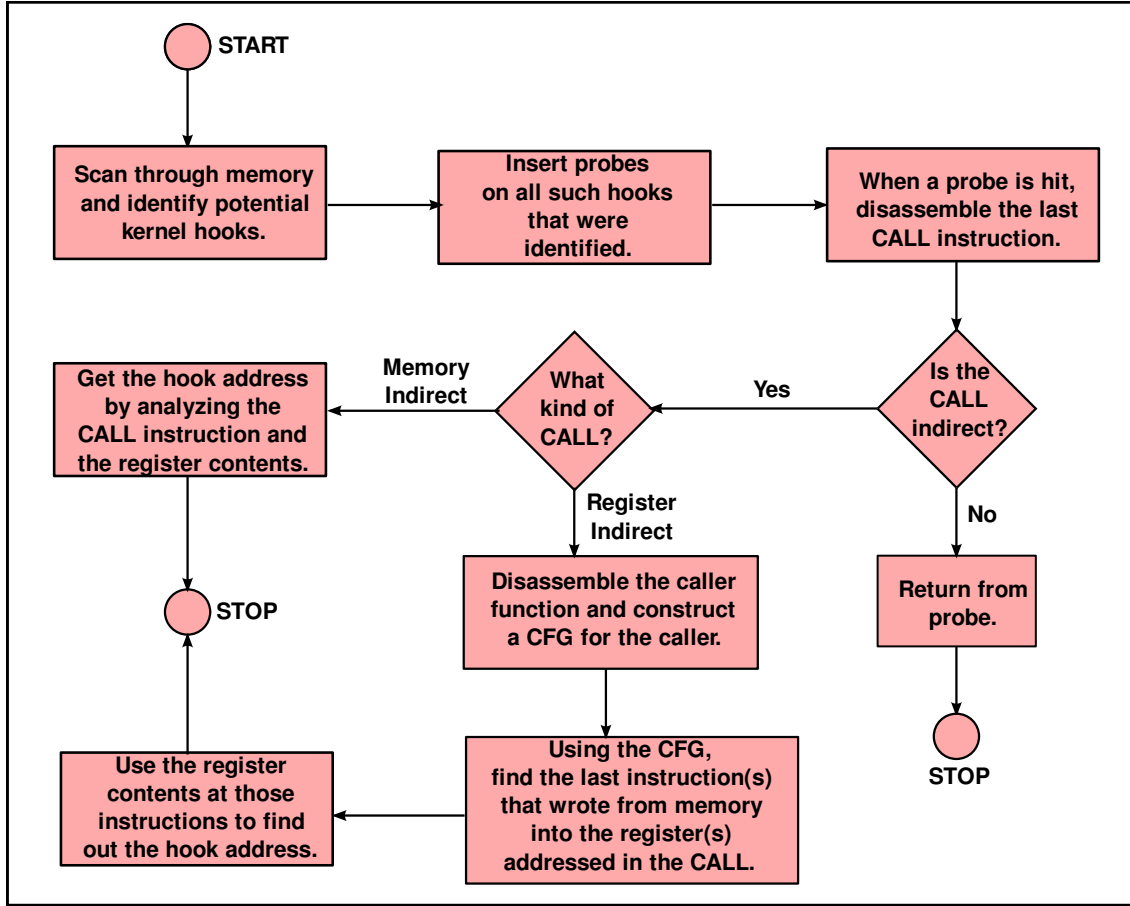 START
Scan through memory
and identify potential
kernel hooks.
Insert probes
on all such hooks
that were
identified.
When a probe is hit,
disassemble the last
CALL instruction.
Is the
CALL
indirect?
Yes
No
Return from
probe.
STOP
What
kind of
CALL?
Memory
Indirect
Get the hook address
by analyzing the
CALL instruction and
the register contents.
STOP
Register
Indirect
Disassemble the caller
function and construct
a CFG for the caller.
Using the CFG,
find the last instruction(s)
that wrote from memory
into the register(s)
addressed in the CALL.
Use the register
contents at those
instructions to find
out the hook address.